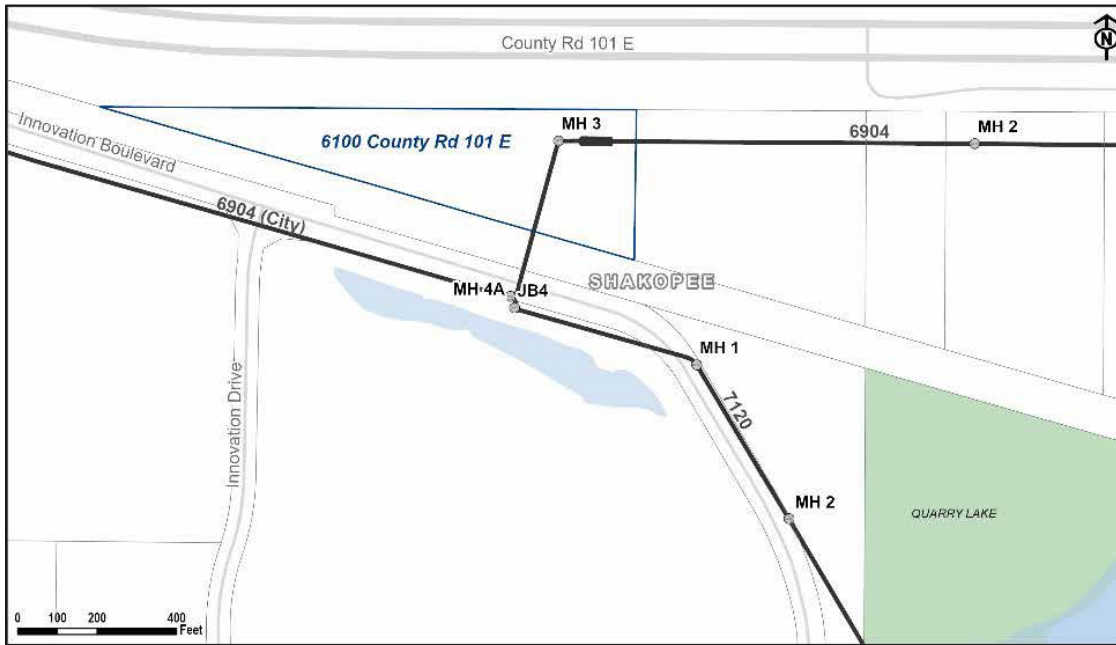 County Rd 101 E
N
MH 3
6904
MH 2
6100 County Rd 101 E
Innovation Boulevard
6904 (City)
SHAKOPEE
MH 4A
JB4
MH 1
7120
Innovation Drive
MH 2
QUARRY LAKE
0 100 200 400
Feet